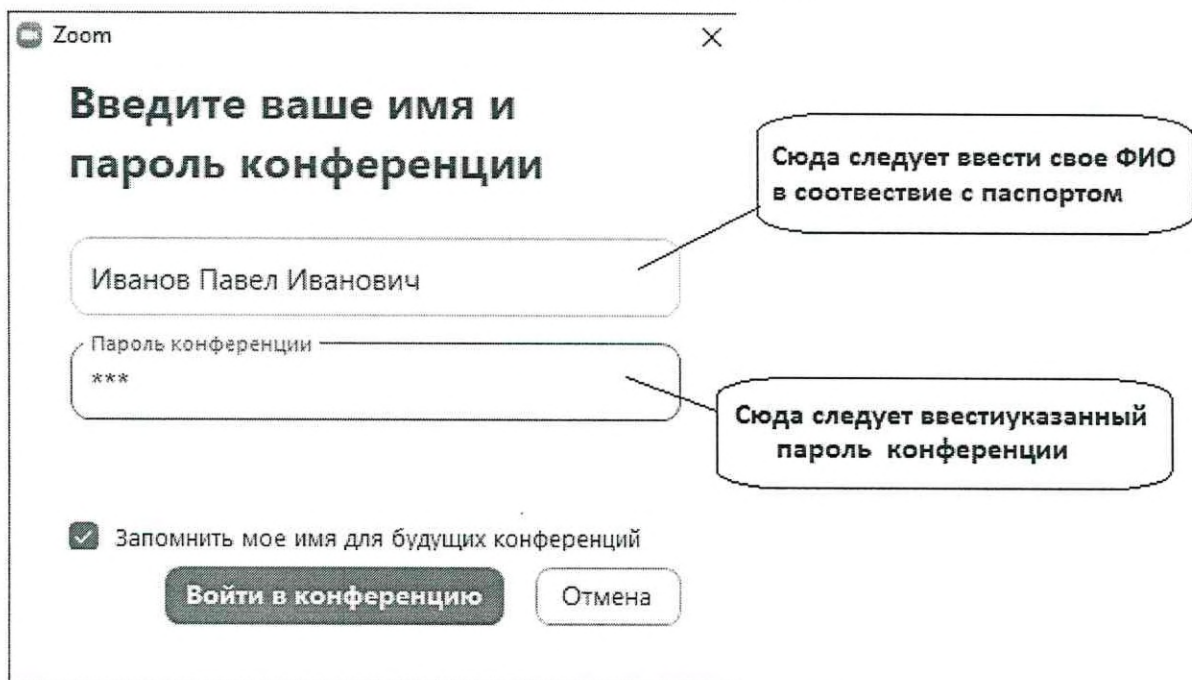 Zoom
Введите ваше имя и
пароль конференции
Сюда следует ввести свое ФИО
в соотвествие с паспортом
Иванов Павел Иванович
Пароль конференции
***
Сюда следует ввестиуказанный
пароль конференции
Запомнить мое имя для будущих конференций
Войти в конференцию
Отмена